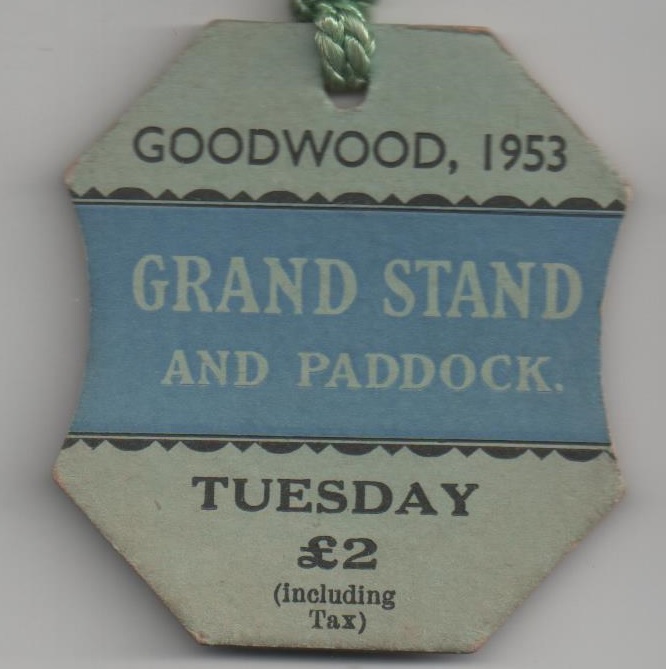 GOODWOOD, 1953
GRAND STAND
AND PADDOCK.
TUESDAY
£2
(including
Tax)